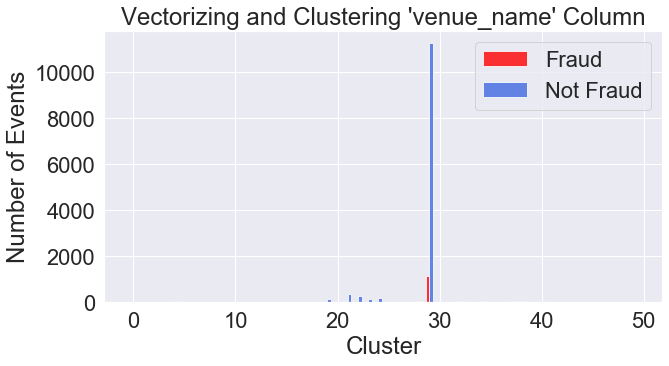 Vectorizing and Clustering 'venue_name' Column
Fraud
Not Fraud
Number of Events
10000
8000
6000
4000
2000
0
0 10 20 30 40 50
Cluster